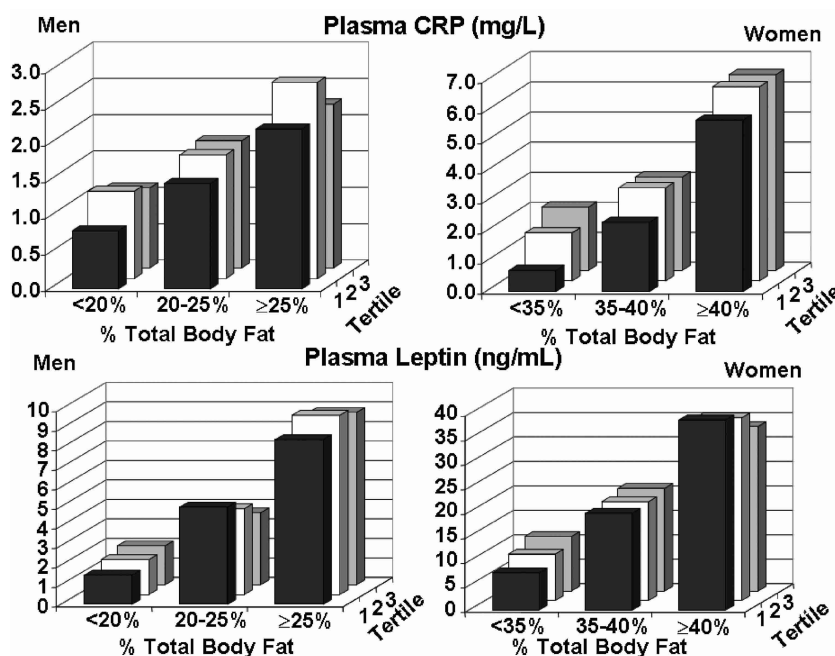 Plasma CRP (mg/L)
Men
Women
3.0
2.5
2.0
1.5
1.0
0.5
0.0
<20% 20-25% ≥25%
1 2 3
Tertile
% Total Body Fat
7.0
6.0
5.0
4.0
3.0
2.0
1.0
0.0
<35% 35-40% ≥40%
1 2 3
Tertile
% Total Body Fat
Plasma Leptin (ng/mL)
Men
Women
10
9
8
7
6
5
4
3
2
1
0
<20% 20-25% ≥25%
1 2 3
Tertile
% Total Body Fat
40
35
30
25
20
15
10
5
0
<35% 35-40% ≥40%
1 2 3
Tertile
% Total Body Fat